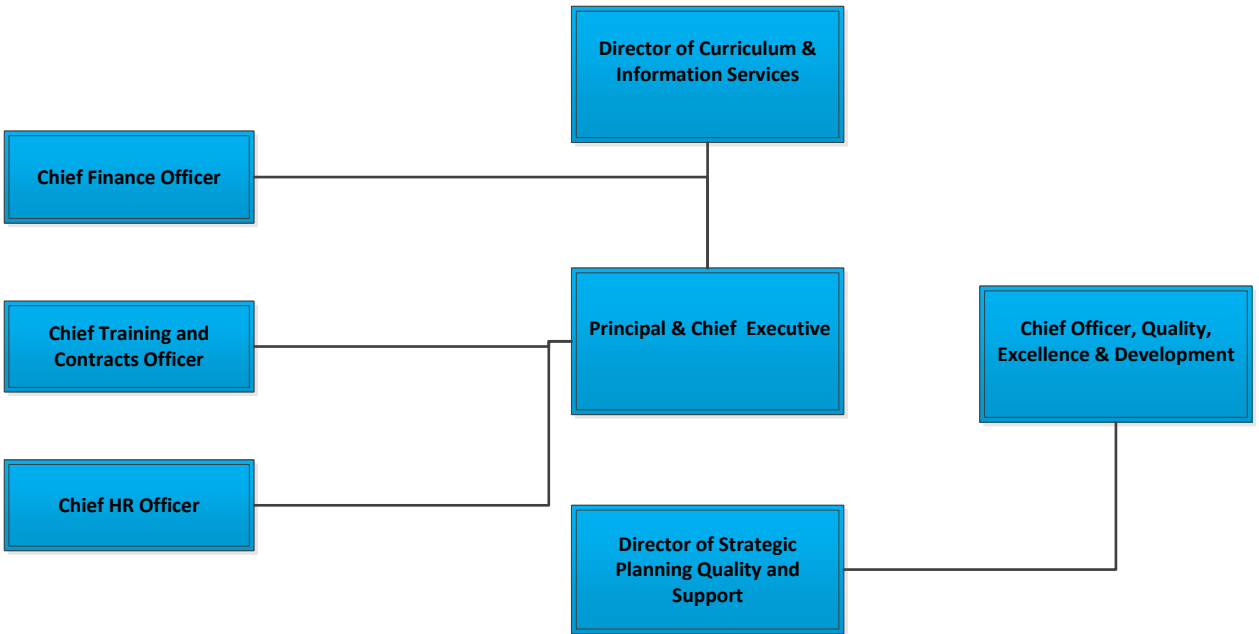 Director of Curriculum &
Information Services
Chief Finance Officer
Chief Training and
Contracts Officer
Principal & Chief  Executive
Chief Officer, Quality,
Excellence & Development
Chief HR Officer
Director of Strategic
Planning Quality and
Support